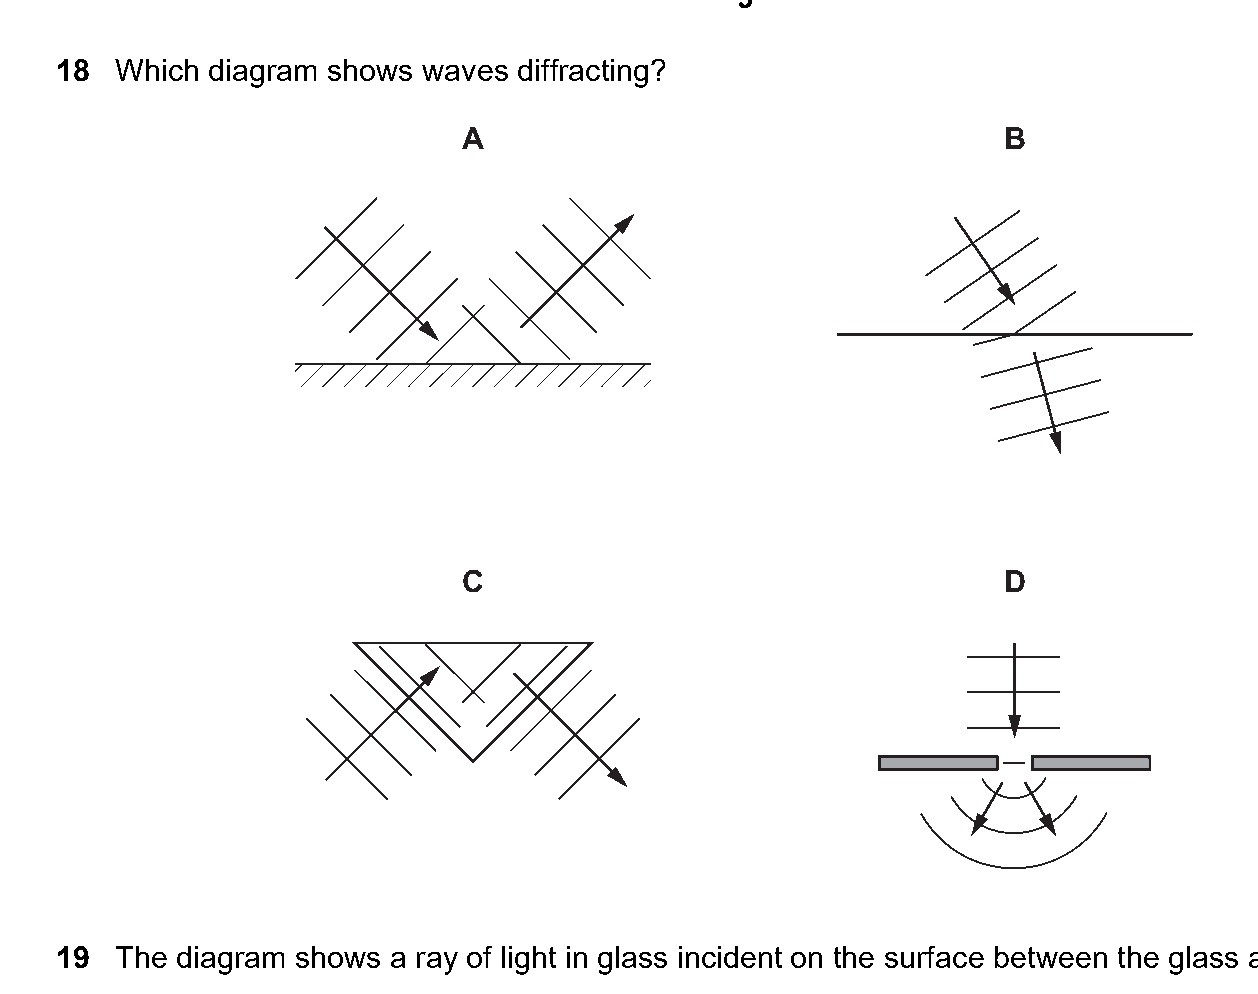 18 Which diagram shows waves diffracting?
A B
C D
19 The diagram shows a ray of light in glass incident on the surface between the glass